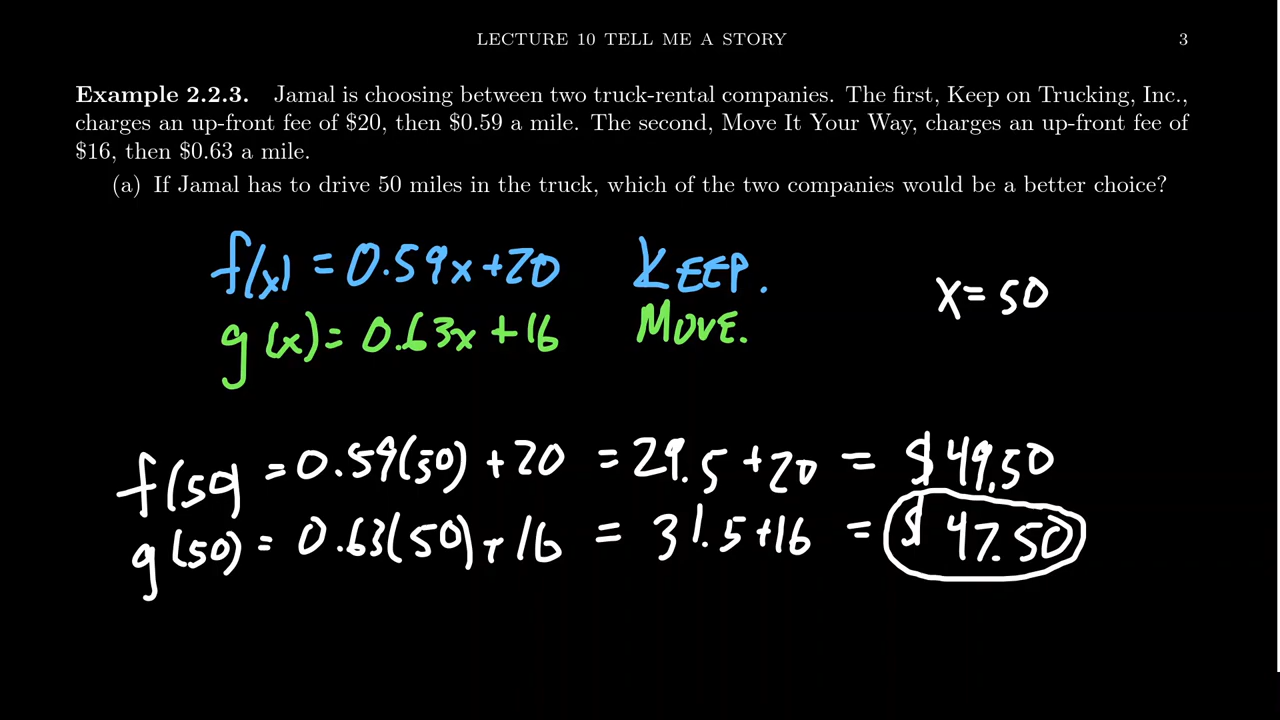 LECTURE 10 TELL ME A STORY 3
Example 2.2.3. Jamal is choosing between two truck-rental companies. The first, Keep on Trucking, Inc.,
charges an up-front fee of $20, then $0.59 a mile. The second, Move It Your Way, charges an up-front fee of
$16, then $0.63 a mile.
(a) If Jamal has to drive 50 miles in the truck, which of the two companies would be a better choice?
f(x) = 0.59x+20 KEEP.
x = 50
g(x) = 0.63x +16 MOVE.
f(50) = 0.59(50) +20 = 29.5 +20 = $49.50
g(50) = 0.63(50) + 16 = 31.5+16 = $47.50